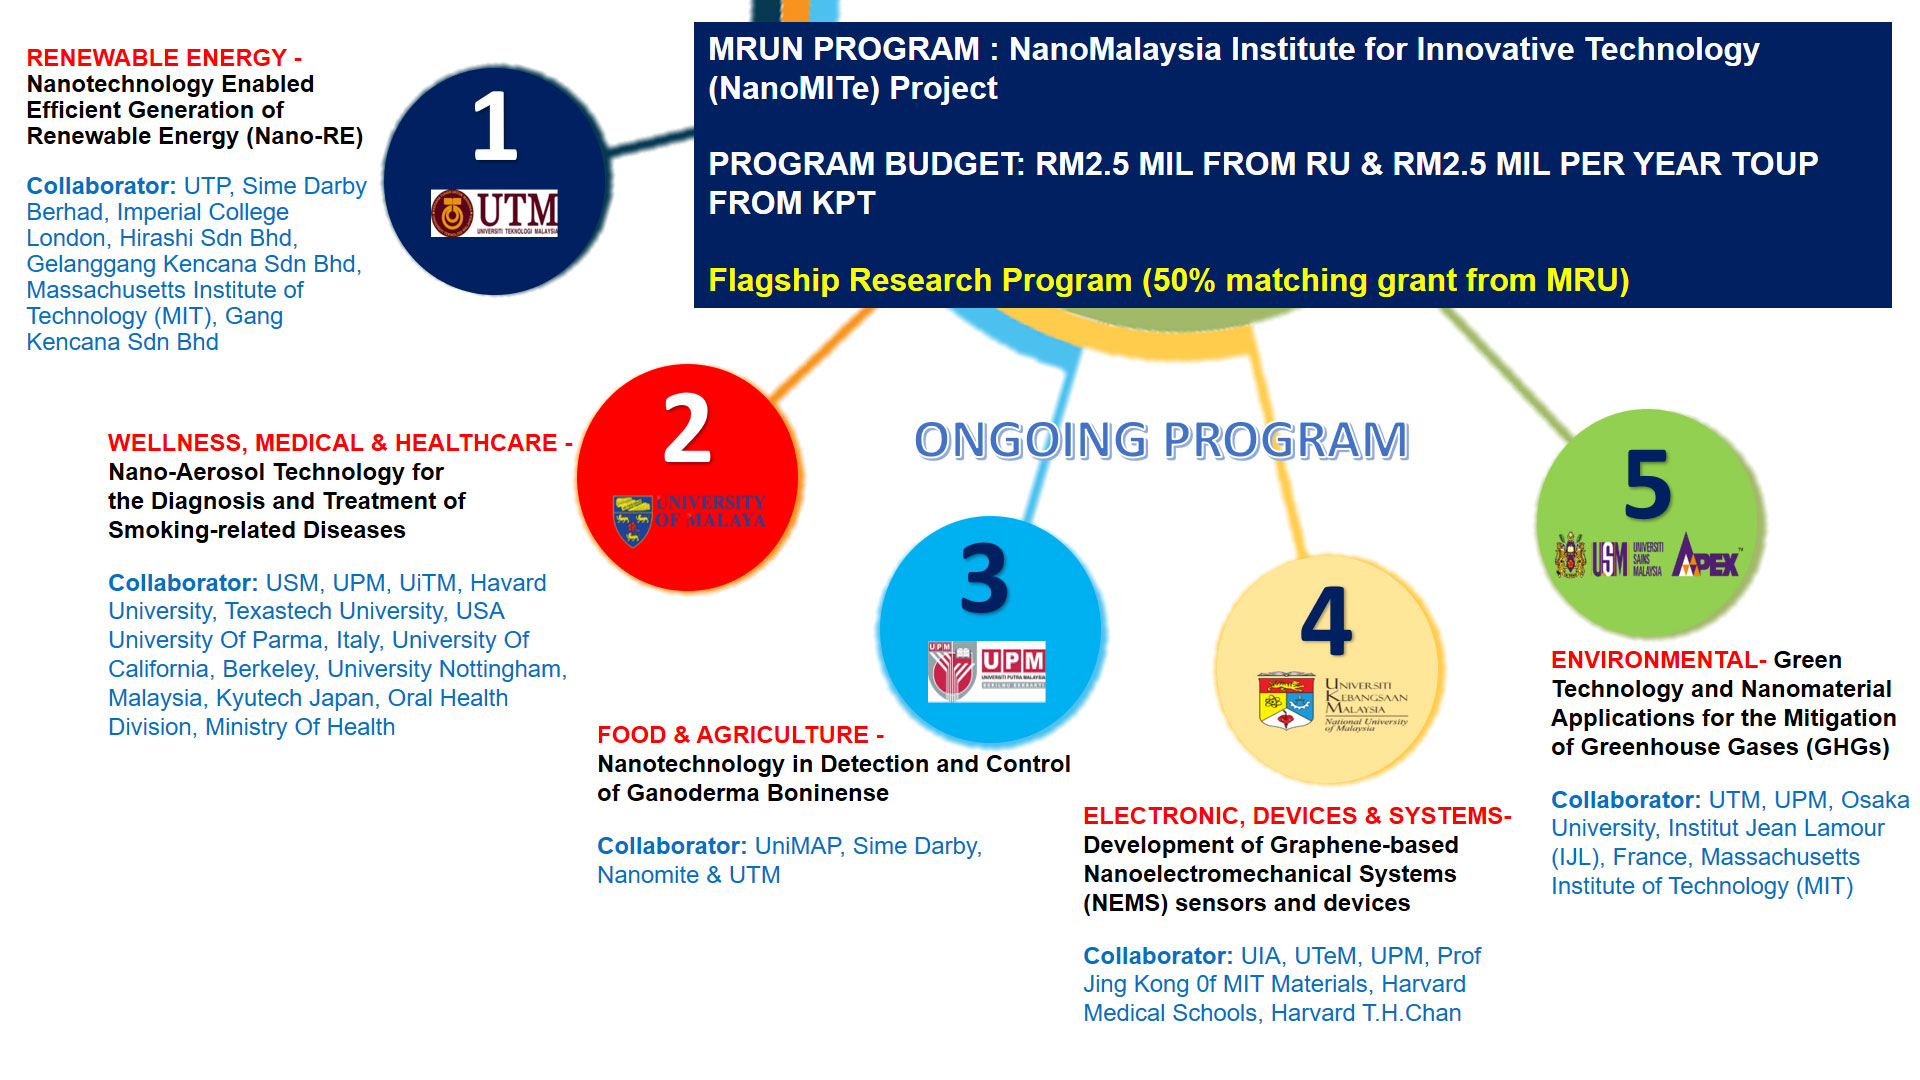 MRUN PROGRAM : NanoMalaysia Institute for Innovative Technology
(NanoMITe) Project
PROGRAM BUDGET: RM2.5 MIL FROM RU & RM2.5 MIL PER YEAR TOUP
FROM KPT
Flagship Research Program (50% matching grant from MRU)
RENEWABLE ENERGY -
Nanotechnology Enabled
Efficient Generation of
Renewable Energy (Nano-RE)
Collaborator: UTP, Sime Darby
Berhad, Imperial College
London, Hirashi Sdn Bhd,
Gelanggang Kencana Sdn Bhd,
Massachusetts Institute of
Technology (MIT), Gang
Kencana Sdn Bhd
1
UTM
UNIVERSITI TEKNOLOGI MALAYSIA
ONGOING PROGRAM
WELLNESS, MEDICAL & HEALTHCARE -
Nano-Aerosol Technology for
the Diagnosis and Treatment of
Smoking-related Diseases
Collaborator: USM, UPM, UiTM, Havard
University, Texastech University, USA
University Of Parma, Italy, University Of
California, Berkeley, University Nottingham,
Malaysia, Kyutech Japan, Oral Health
Division, Ministry Of Health
2
UNIVERSITY
OF MALAYA
3
UPM
UPM
UNIVERSITI PUTRA MALAYSIA
BERILMU BERBAKTI
FOOD & AGRICULTURE -
Nanotechnology in Detection and Control
of Ganoderma Boninense
Collaborator: UniMAP, Sime Darby,
Nanomite & UTM
4
UNIVERSITI
KEBANGSAAN
MALAYSIA
National University
of Malaysia
ELECTRONIC, DEVICES & SYSTEMS-
Development of Graphene-based
Nanoelectromechanical Systems
(NEMS) sensors and devices
Collaborator: UIA, UTeM, UPM, Prof
Jing Kong 0f MIT Materials, Harvard
Medical Schools, Harvard T.H.Chan
5
USM
UNIVERSITI
SAINS
MALAYSIA
APEX™
ENVIRONMENTAL- Green
Technology and Nanomaterial
Applications for the Mitigation
of Greenhouse Gases (GHGs)
Collaborator: UTM, UPM, Osaka
University, Institut Jean Lamour
(IJL), France, Massachusetts
Institute of Technology (MIT)